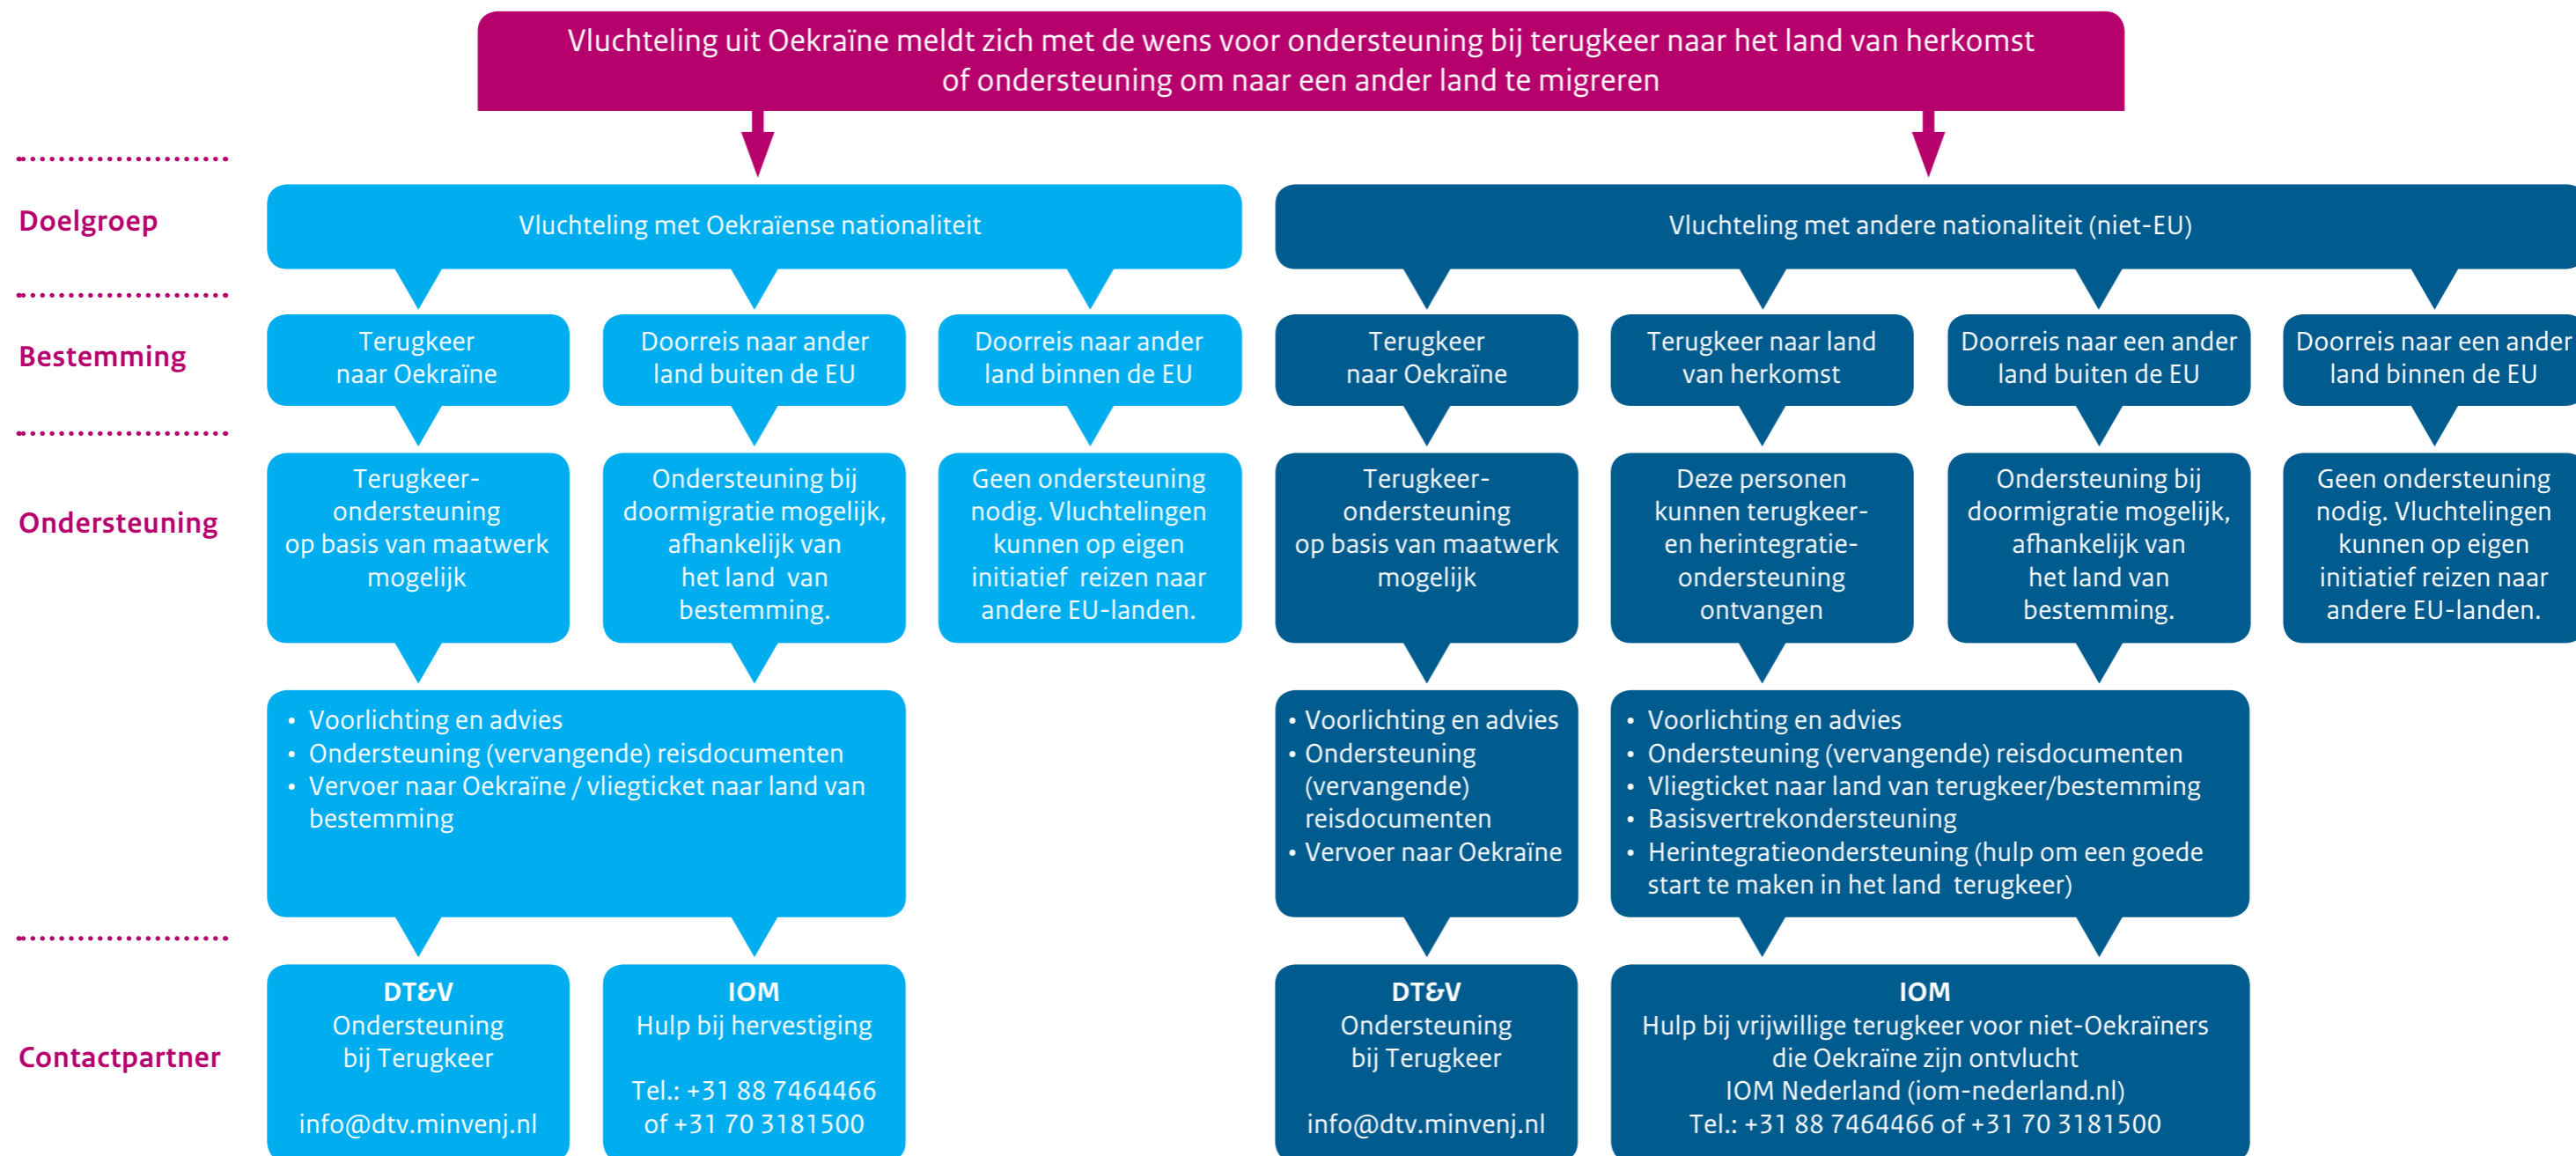 Vluchteling uit Oekraïne meldt zich met de wens voor ondersteuning bij terugkeer naar het land van herkomst
of ondersteuning om naar een ander land te migreren
Doelgroep
Vluchteling met Oekraïense nationaliteit
Vluchteling met andere nationaliteit (niet-EU)
Bestemming
Terugkeer
naar Oekraïne
Doorreis naar ander
land buiten de EU
Doorreis naar ander
land binnen de EU
Terugkeer
naar Oekraïne
Terugkeer naar land
van herkomst
Doorreis naar een ander
land buiten de EU
Doorreis naar een ander
land binnen de EU
Ondersteuning
Terugkeer-
ondersteuning
op basis van maatwerk
mogelijk
Ondersteuning bij
doormigratie mogelijk,
afhankelijk van
het land van
bestemming.
Geen ondersteuning
nodig. Vluchtelingen
kunnen op eigen
initiatief reizen naar
andere EU-landen.
Terugkeer-
ondersteuning
op basis van maatwerk
mogelijk
Deze personen
kunnen terugkeer-
en herintegratie-
ondersteuning
ontvangen
Ondersteuning bij
doormigratie mogelijk,
afhankelijk van
het land van
bestemming.
Geen ondersteuning
nodig. Vluchtelingen
kunnen op eigen
initiatief reizen naar
andere EU-landen.
• Voorlichting en advies
• Ondersteuning (vervangende) reisdocumenten
• Vervoer naar Oekraïne / vliegticket naar land van
bestemming
• Voorlichting en advies
• Ondersteuning
(vervangende)
reisdocumenten
• Vervoer naar Oekraïne
• Voorlichting en advies
• Ondersteuning (vervangende) reisdocumenten
• Vliegticket naar land van terugkeer/bestemming
• Basisvertrekondersteuning
• Herintegratieondersteuning (hulp om een goede
start te maken in het land terugkeer)
Contactpartner
DT&V
Ondersteuning
bij Terugkeer
info@dtv.minvenj.nl
IOM
Hulp bij hervestiging
Tel.: +31 88 7464466
of +31 70 3181500
DT&V
Ondersteuning
bij Terugkeer
info@dtv.minvenj.nl
IOM
Hulp bij vrijwillige terugkeer voor niet-Oekraïners
die Oekraïne zijn ontvlucht
IOM Nederland (iom-nederland.nl)
Tel.: +31 88 7464466 of +31 70 3181500